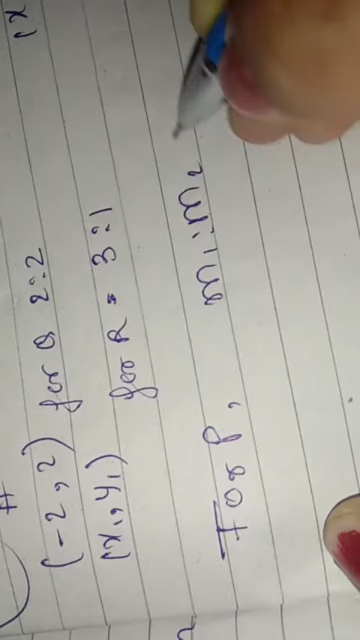 (-2, 2) for Q 2:2
(x₁, y₁) for R = 3:1
For P, m₁:m₂